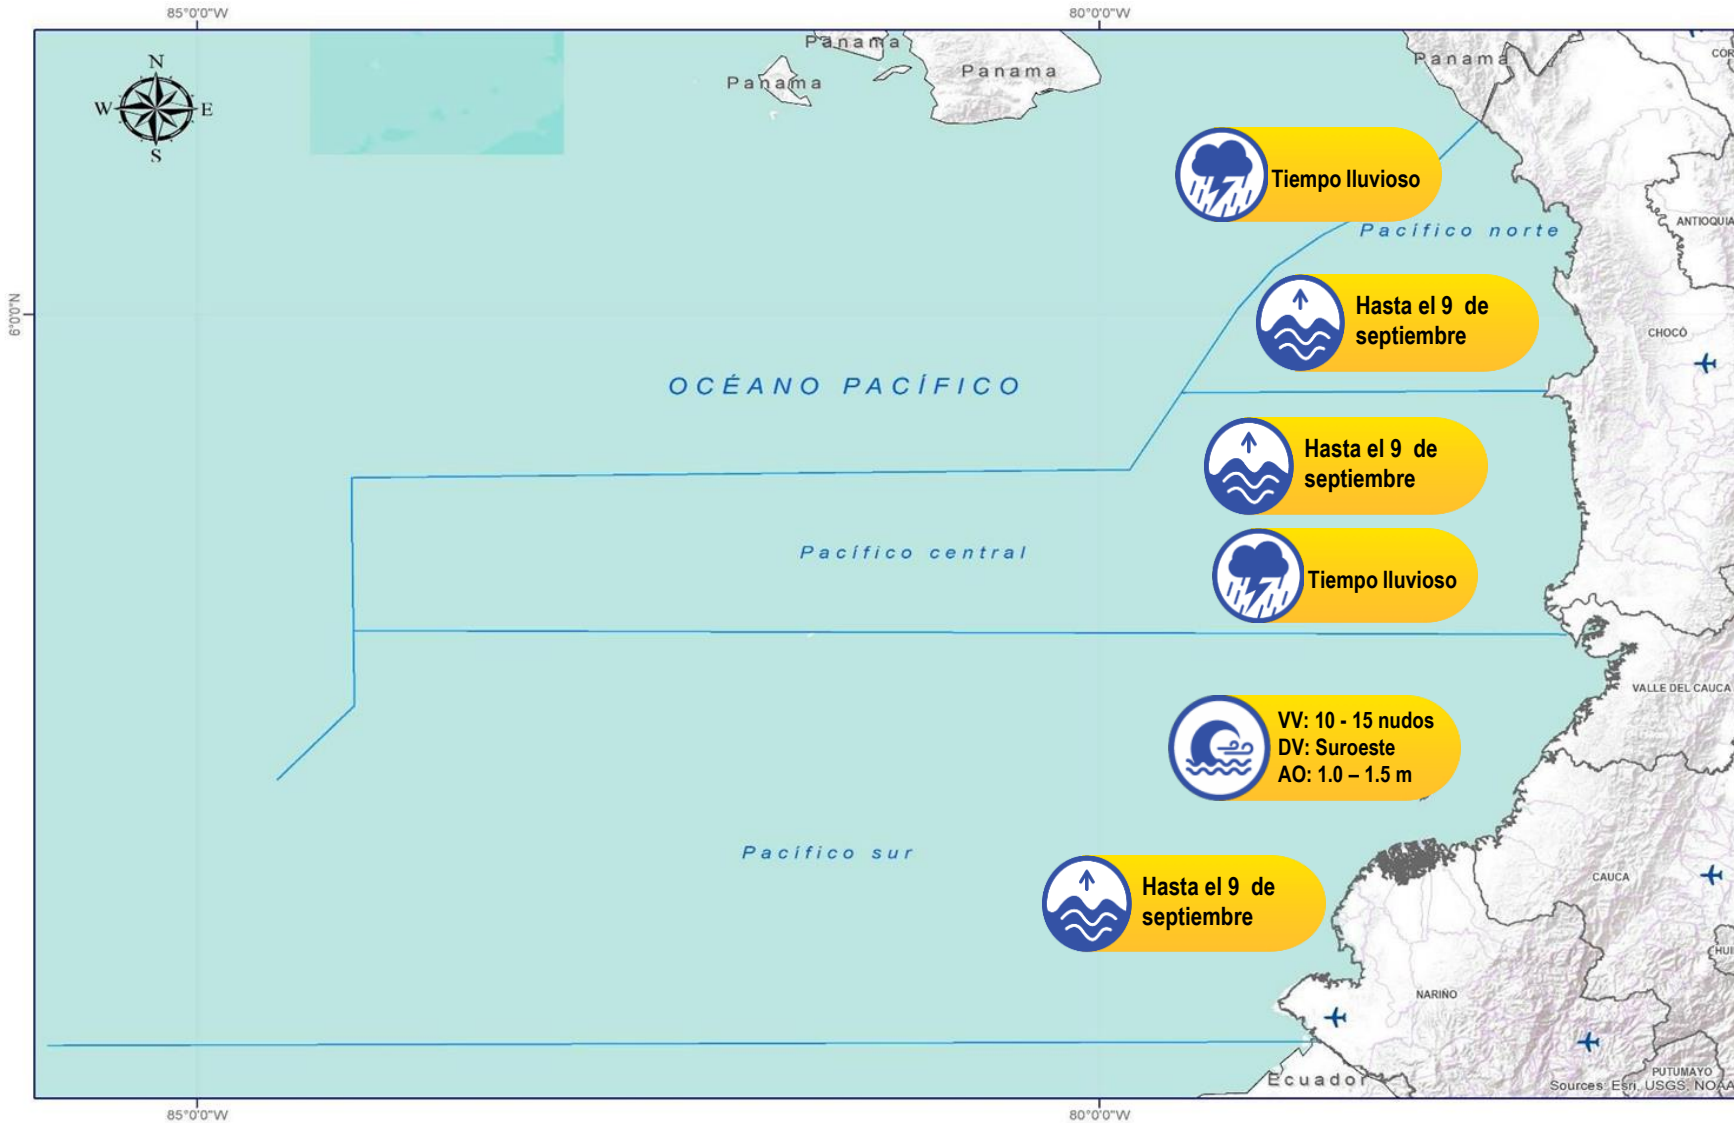 85°0'0"W
80°0'0"W
Panama
Panama
Panama
Panama
N
W
E
S
Tiempo lluvioso
ANTIOQUIA
Pacífico norte
6°0'0"N
Hasta el 9 de
septiembre
CHOCÓ
OCÉANO PACÍFICO
Hasta el 9 de
septiembre
Pacífico central
Tiempo lluvioso
VALLE DEL CAUCA
VV: 10 - 15 nudos
DV: Suroeste
AO: 1.0 – 1.5 m
Pacífico sur
CAUCA
Hasta el 9 de
septiembre
NARIÑO
PUTUMAYO
Ecuador
Sources: Esri, USGS, NOAA
85°0'0"W
80°0'0"W